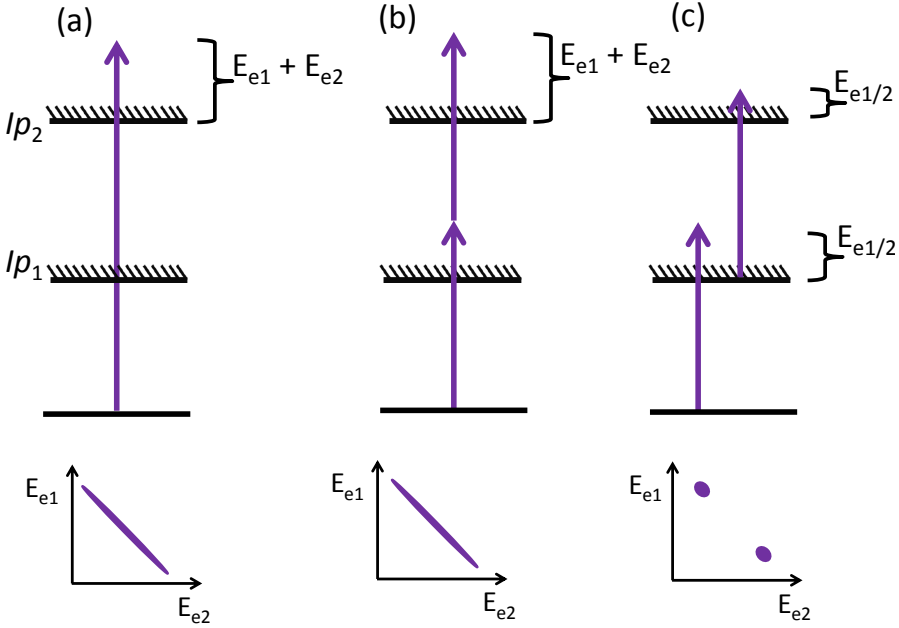 (a)
(b)
(c)
E_e1 + E_e2
E_e1 + E_e2
E_e1/2
Ip_2
Ip_1
E_e1/2
E_e1
E_e2
E_e1
E_e2
E_e1
E_e2